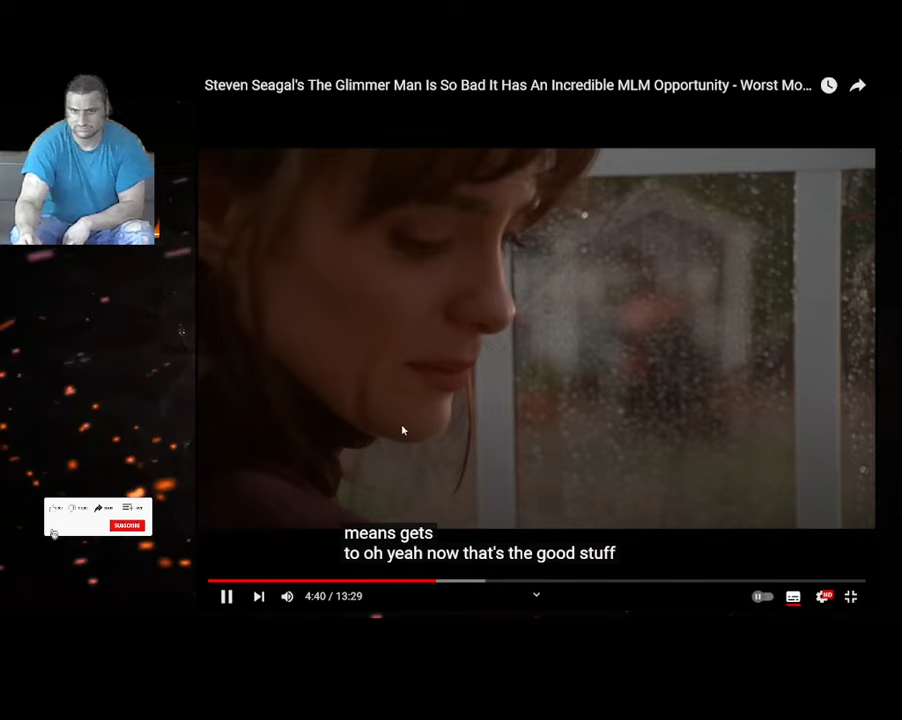 Steven Seagal's The Glimmer Man Is So Bad It Has An Incredible MLM Opportunity - Worst Mo...
means gets
to oh yeah now that's the good stuff
SUBSCRIBE
4:40 / 13:29
HD